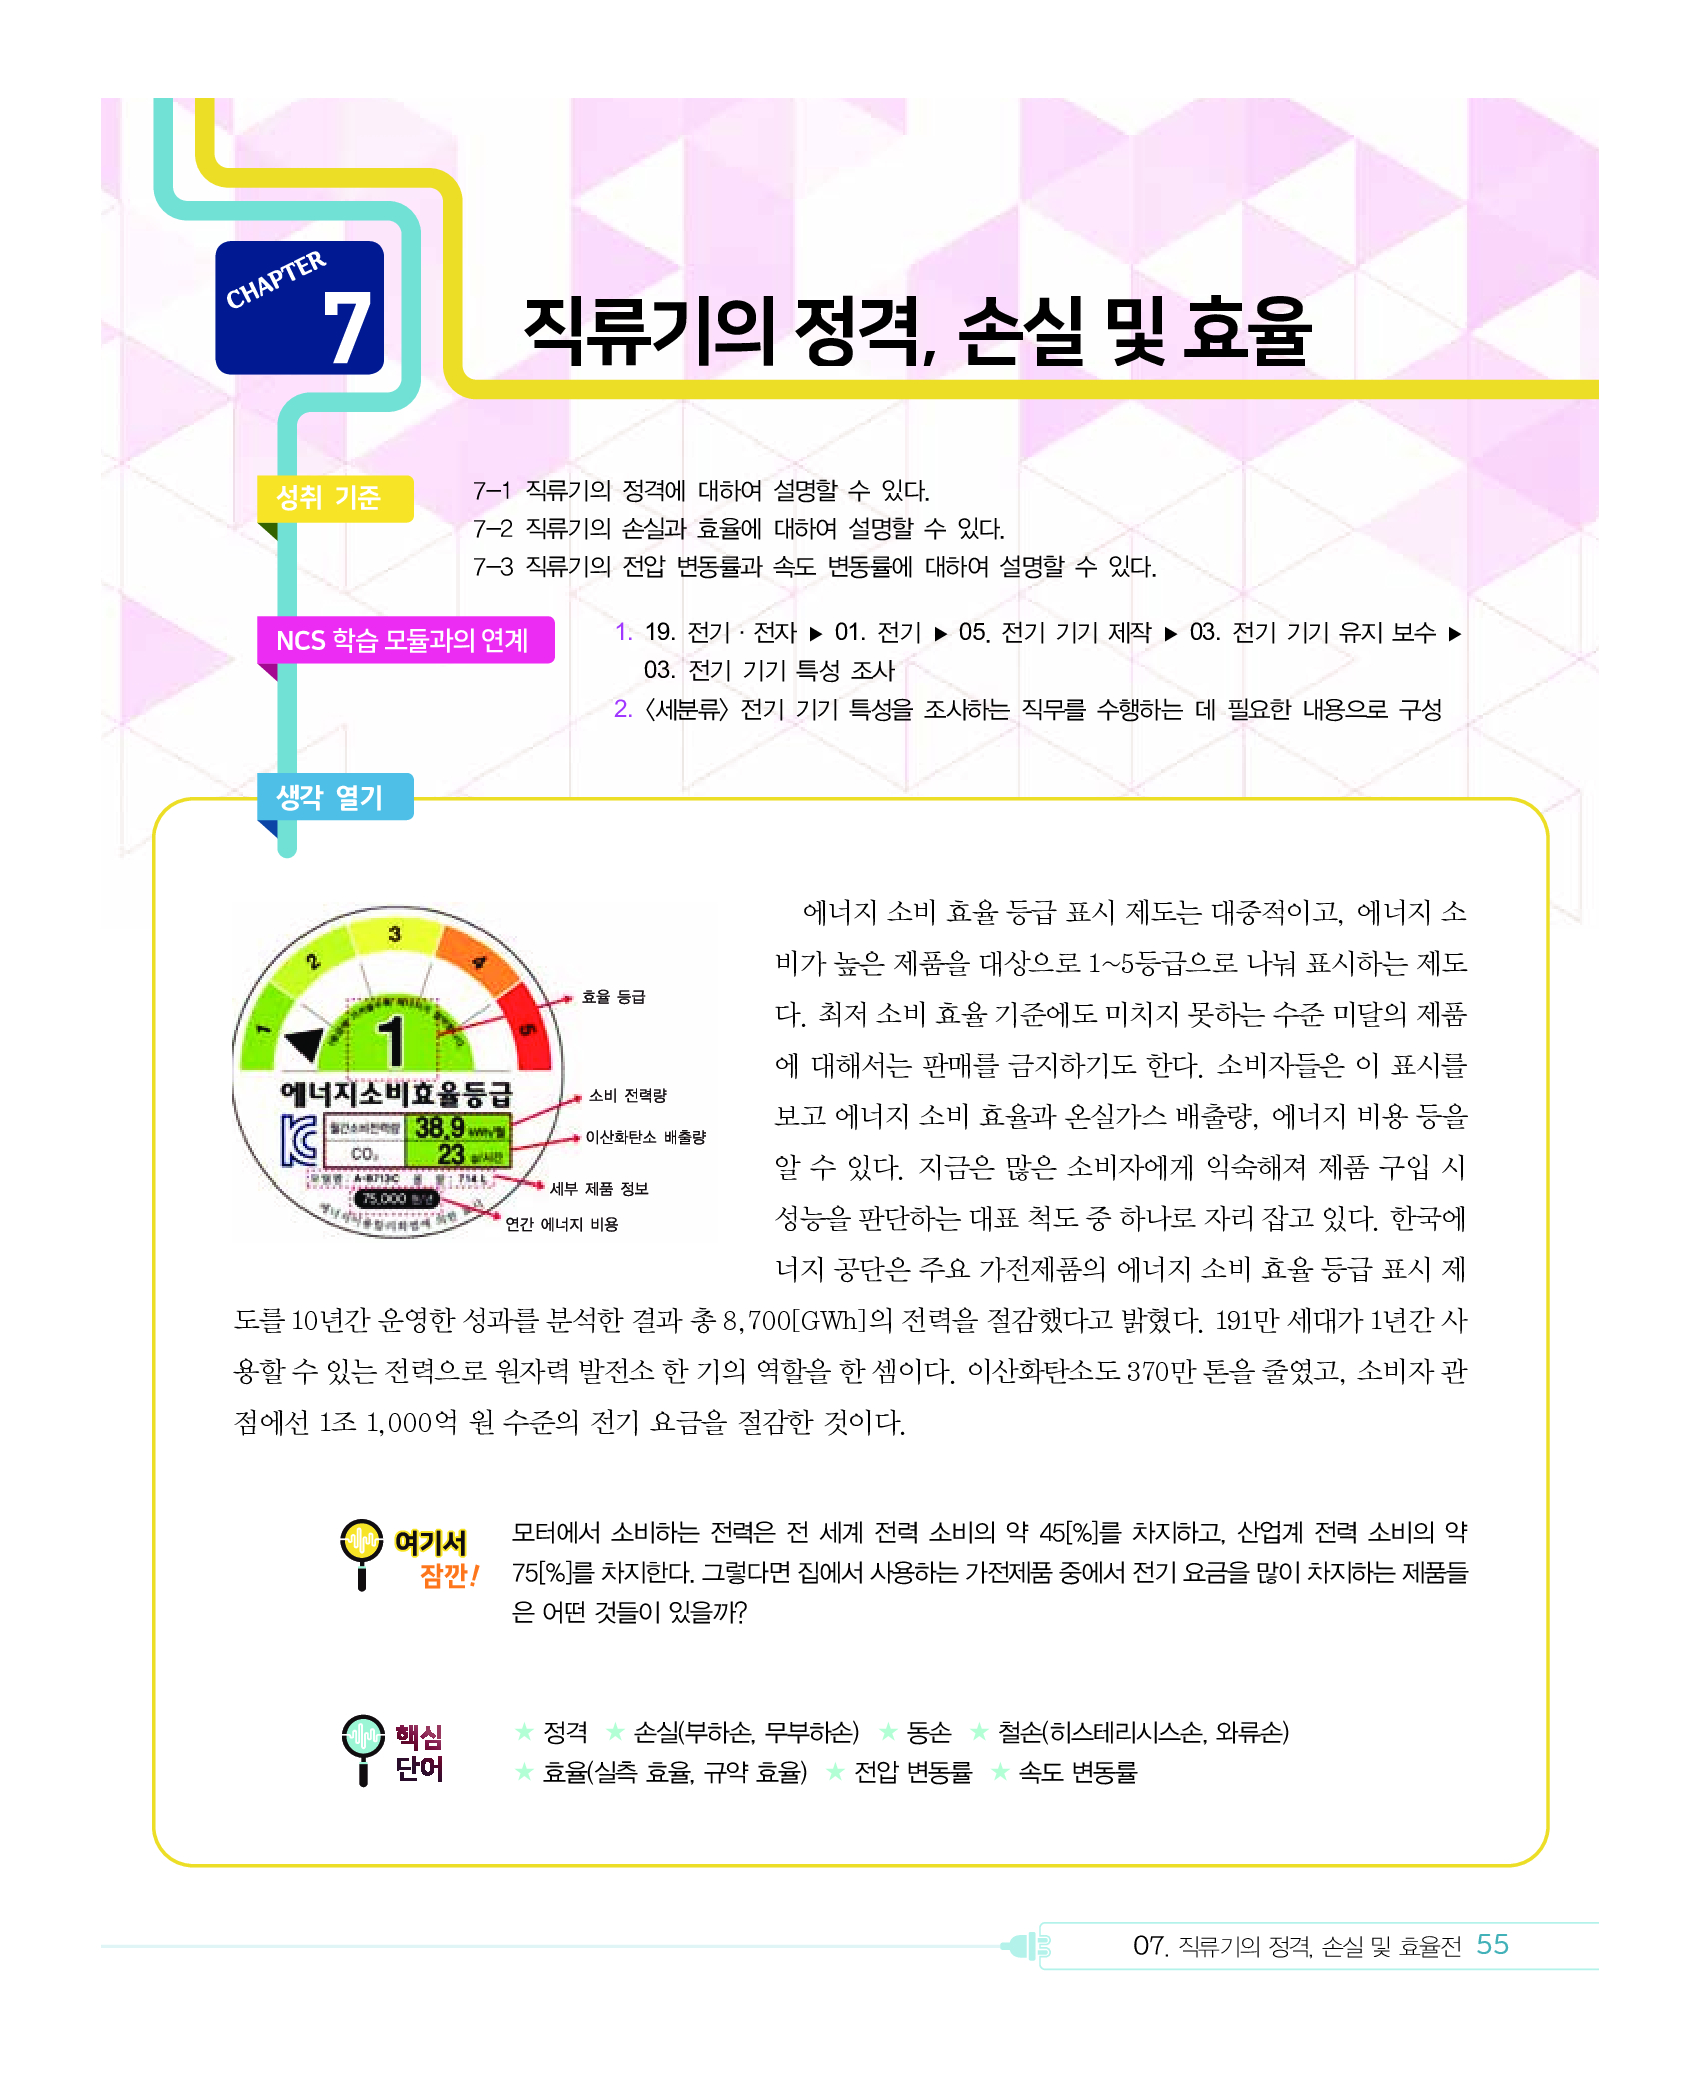 CHAPTER
7
직류기의 정격, 손실 및 효율
성취 기준
7-1 직류기의 정격에 대하여 설명할 수 있다.
7-2 직류기의 손실과 효율에 대하여 설명할 수 있다.
7-3 직류기의 전압 변동률과 속도 변동률에 대하여 설명할 수 있다.
NCS 학습 모듈과의 연계
1. 19. 전기 · 전자 ▶ 01. 전기 ▶ 05. 전기 기기 제작 ▶ 03. 전기 기기 유지 보수 ▶
03. 전기 기기 특성 조사
2. 〈세분류〉 전기 기기 특성을 조사하는 직무를 수행하는 데 필요한 내용으로 구성
생각 열기
1
2
3
4
5
1
에너지소비효율등급
월간소비전력량 38.9 kWh/월
CO₂ 23 g/시간
A-B713C 용 량 : 714 L
75,000 원/년
효율 등급
소비 전력량
이산화탄소 배출량
세부 제품 정보
연간 에너지 비용
에너지 소비 효율 등급 표시 제도는 대중적이고, 에너지 소
비가 높은 제품을 대상으로 1~5등급으로 나눠 표시하는 제도
다. 최저 소비 효율 기준에도 미치지 못하는 수준 미달의 제품
에 대해서는 판매를 금지하기도 한다. 소비자들은 이 표시를
보고 에너지 소비 효율과 온실가스 배출량, 에너지 비용 등을
알 수 있다. 지금은 많은 소비자에게 익숙해져 제품 구입 시
성능을 판단하는 대표 척도 중 하나로 자리 잡고 있다. 한국에
너지 공단은 주요 가전제품의 에너지 소비 효율 등급 표시 제
도를 10년간 운영한 성과를 분석한 결과 총 8,700[GWh]의 전력을 절감했다고 밝혔다. 191만 세대가 1년간 사
용할 수 있는 전력으로 원자력 발전소 한 기의 역할을 한 셈이다. 이산화탄소도 370만 톤을 줄였고, 소비자 관
점에선 1조 1,000억 원 수준의 전기 요금을 절감한 것이다.
여기서
잠깐!
모터에서 소비하는 전력은 전 세계 전력 소비의 약 45[%]를 차지하고, 산업계 전력 소비의 약
75[%]를 차지한다. 그렇다면 집에서 사용하는 가전제품 중에서 전기 요금을 많이 차지하는 제품들
은 어떤 것들이 있을까?
핵심
단어
★ 정격 ★ 손실(부하손, 무부하손) ★ 동손 ★ 철손(히스테리시스손, 와류손)
★ 효율(실측 효율, 규약 효율) ★ 전압 변동률 ★ 속도 변동률
07. 직류기의 정격, 손실 및 효율전 55